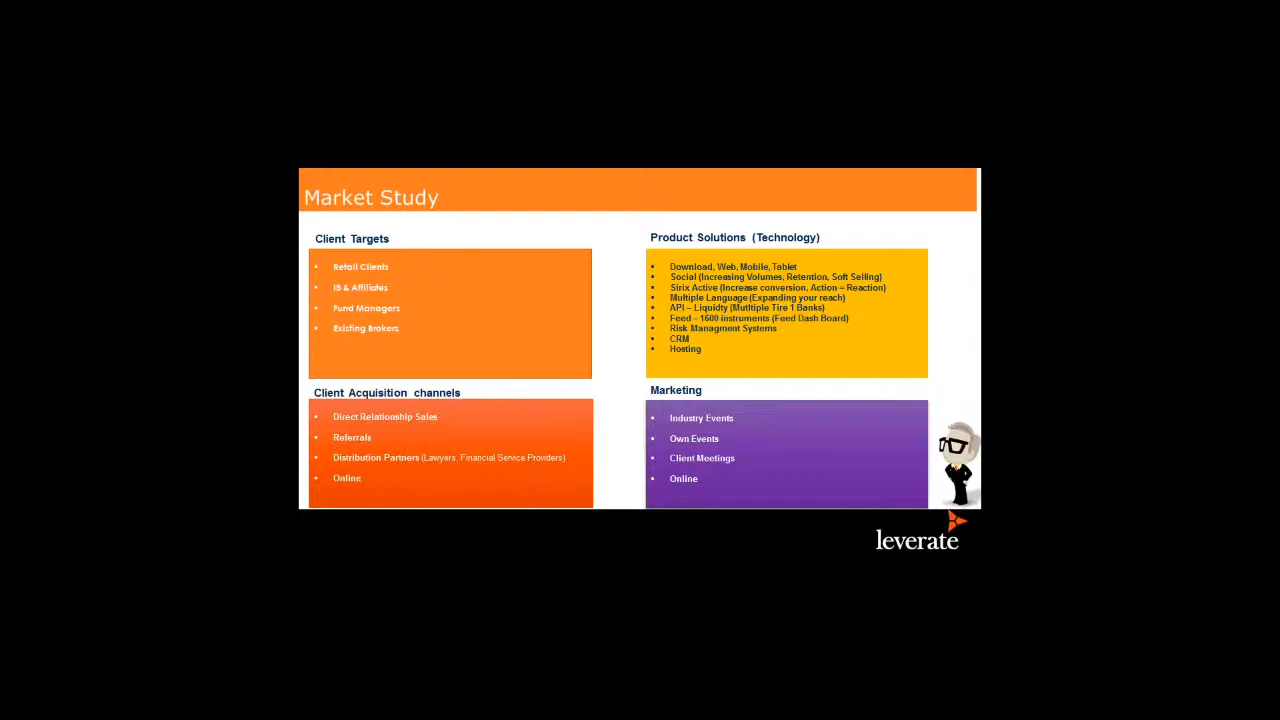 Market Study
Client Targets
Retail Clients
IB & Affiliates
Fund Managers
Existing Brokers
Product Solutions (Technology)
Download, Web, Mobile, Tablet
Social (Increasing Volumes, Retention, Soft Selling)
Sirix Active (Increase conversion, Action = Reaction)
Multiple Language (Expanding your reach)
API – Liquidty (Mutltiple Tire 1 Banks)
Feed – 1600 instruments (Feed Dash Board)
Risk Managment Systems
CRM
Hosting
Client Acquisition channels
Direct Relationship Sales
Referrals
Distribution Partners (Lawyers, Financial Service Providers)
Online
Marketing
Industry Events
Own Events
Client Meetings
Online
leverate